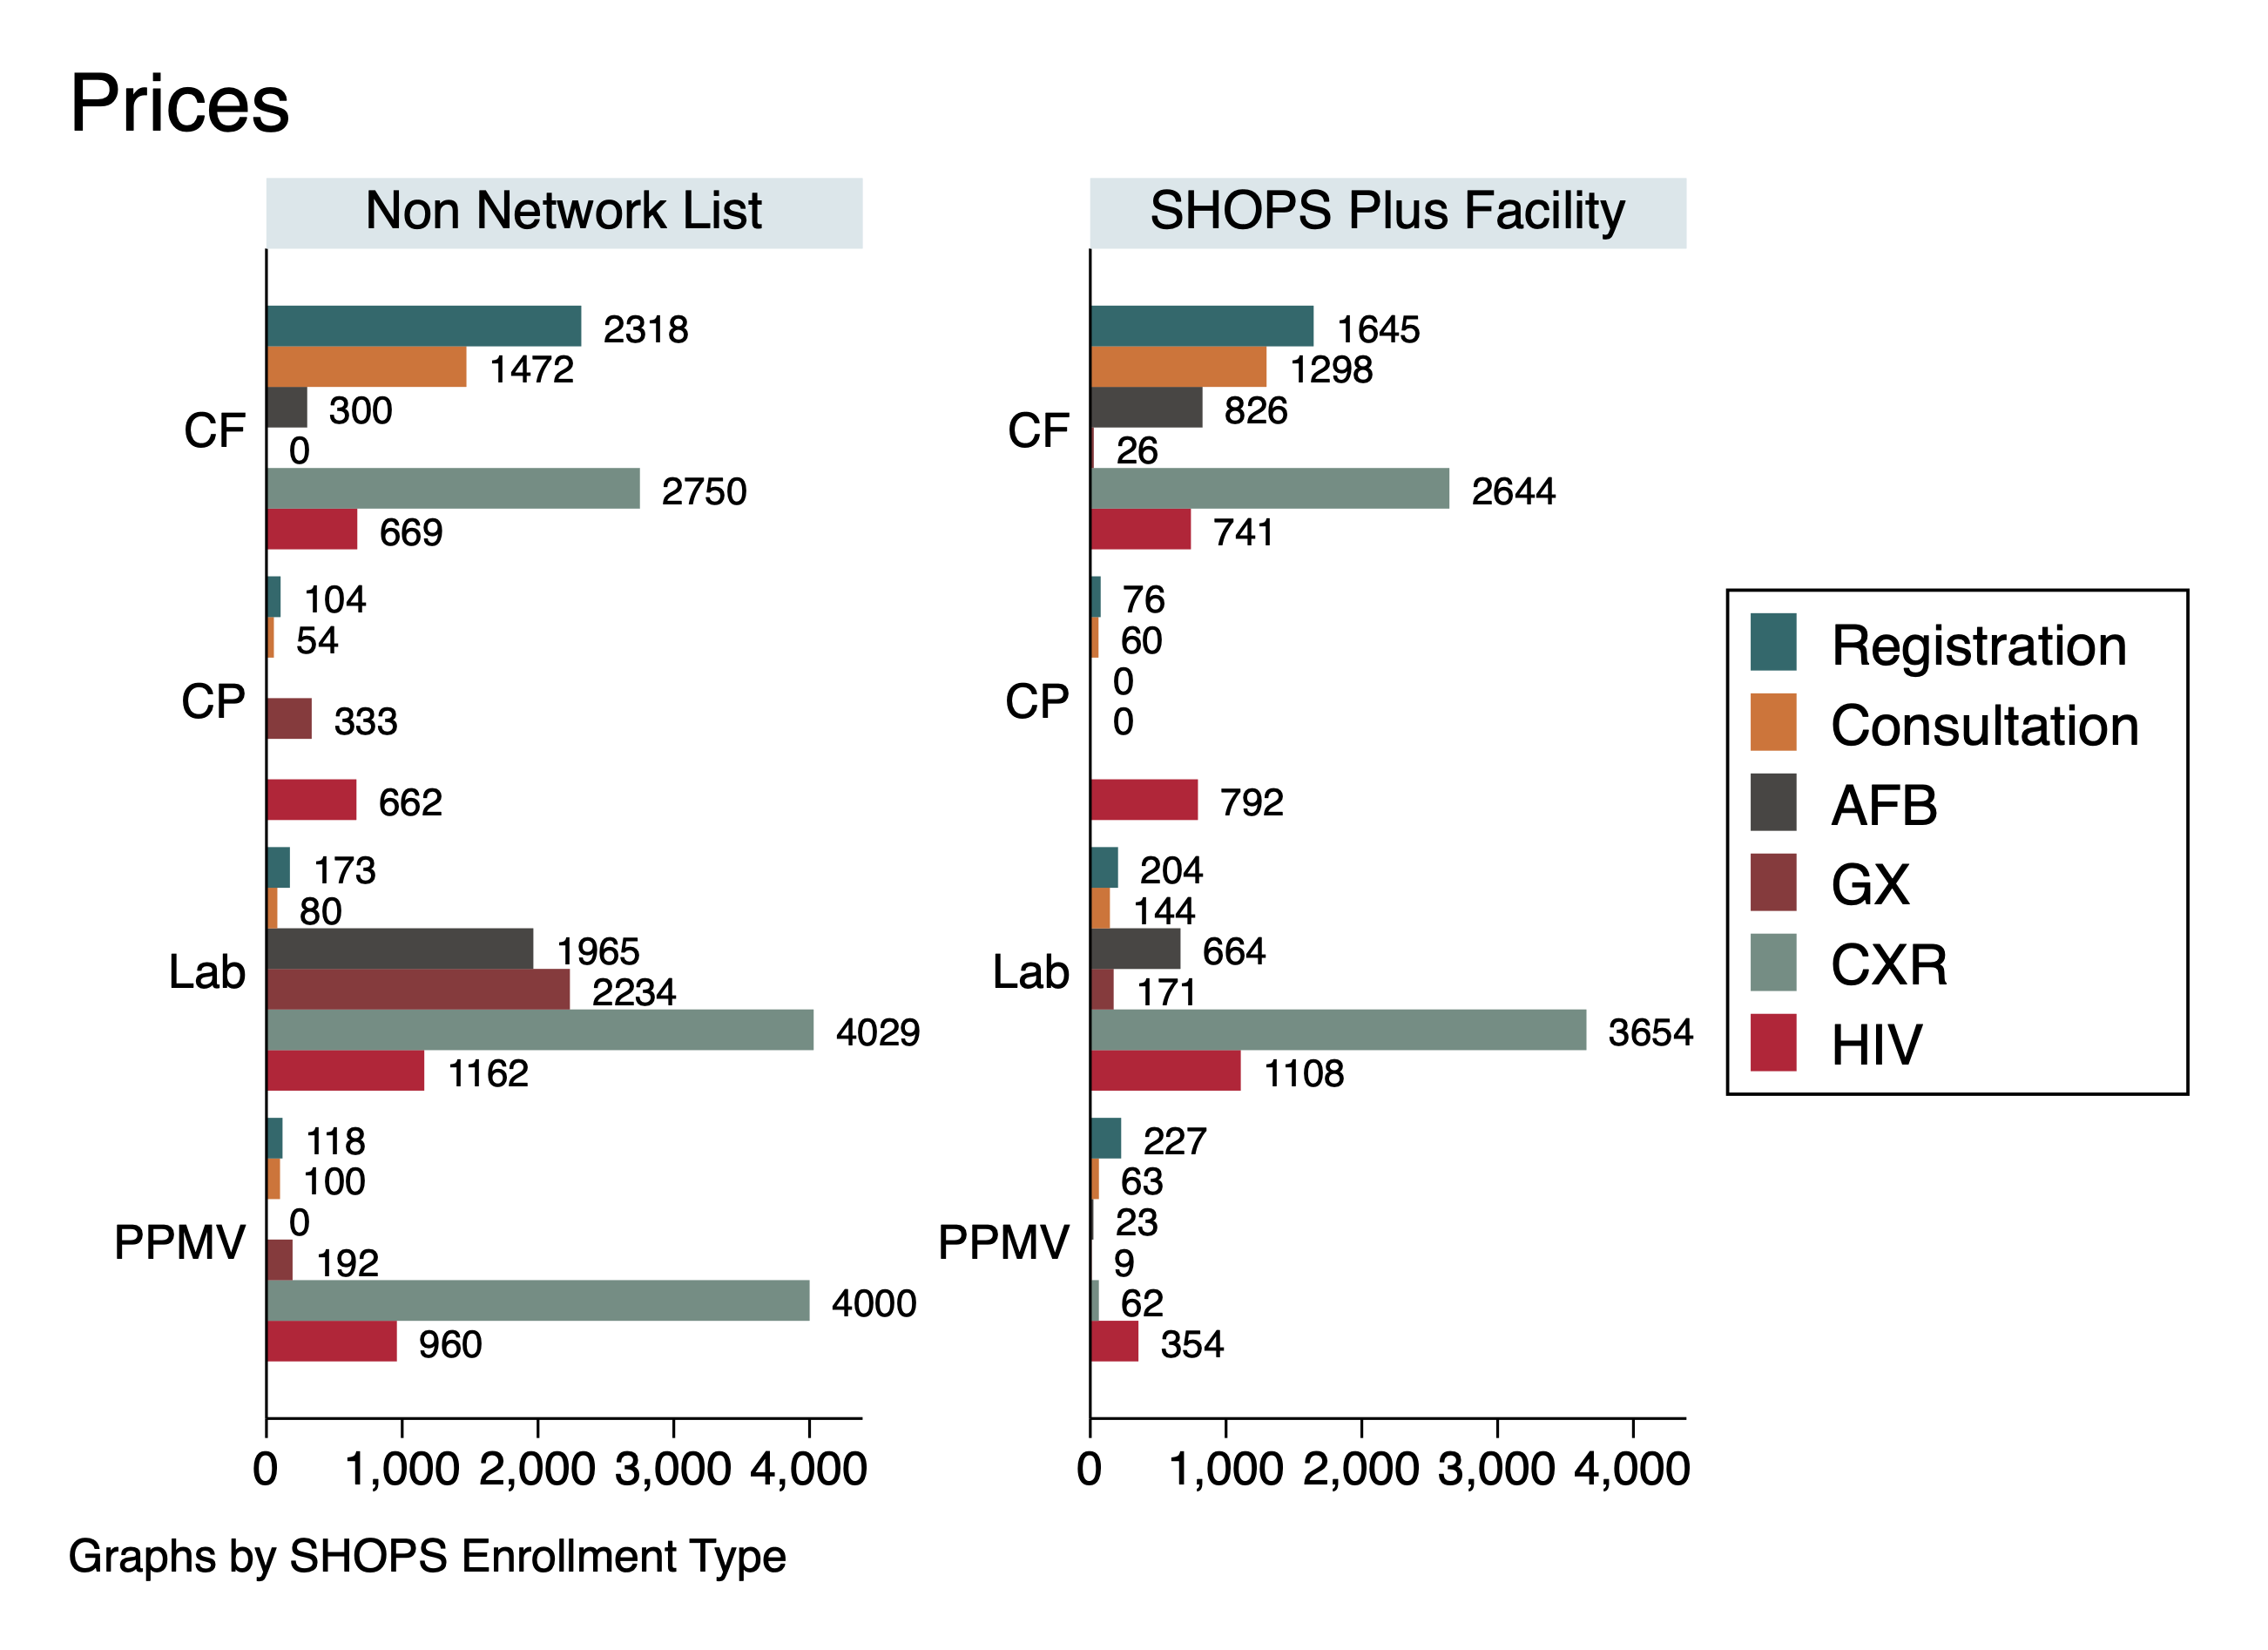 Prices
Non Network List
SHOPS Plus Facility
CF
2318
1472
300
0
2750
669
CP
104
54
333
662
Lab
173
80
1965
2234
4029
1162
PPMV
118
100
0
192
4000
960
0 1,000 2,000 3,000 4,000
CF
1645
1298
826
26
2644
741
CP
76
60
0
0
792
Lab
204
144
664
171
3654
1108
PPMV
227
63
23
9
62
354
0 1,000 2,000 3,000 4,000
Registration
Consultation
AFB
GX
CXR
HIV
Graphs by SHOPS Enrollment Type